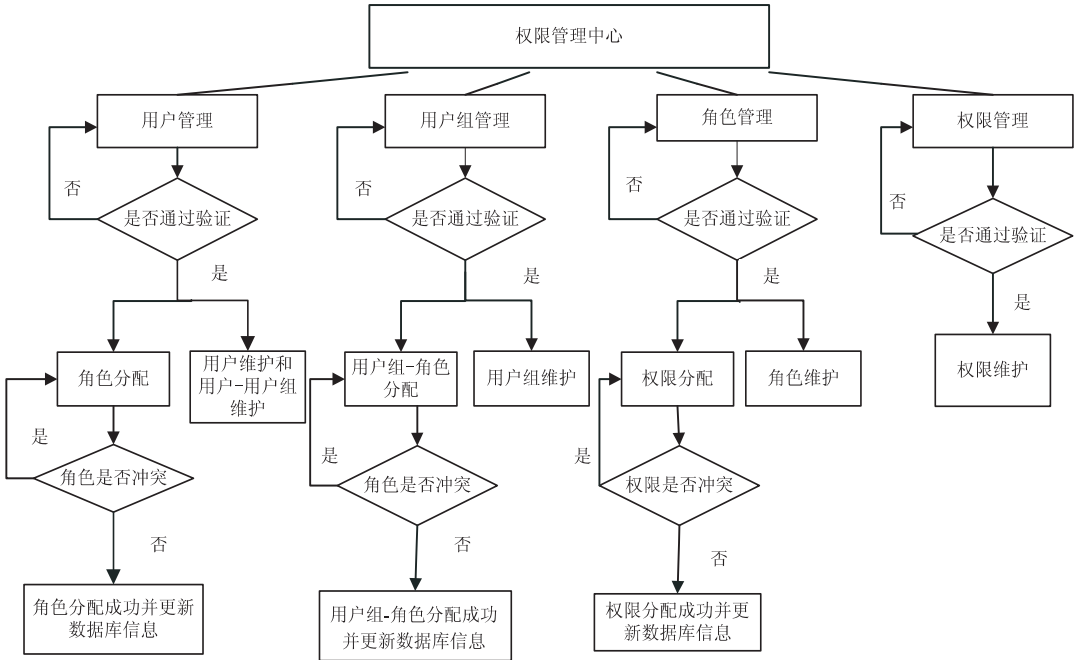 权限管理中心
用户管理
用户组管理
角色管理
权限管理
否
否
否
否
是否通过验证
是否通过验证
是否通过验证
是否通过验证
是
是
是
是
角色分配
用户维护和
用户-用户组
维护
用户组-角色
分配
用户组维护
权限分配
角色维护
权限维护
是
是
是
角色是否冲突
角色是否冲突
权限是否冲突
否
否
否
角色分配成功并更新
数据库信息
用户组-角色分配成功
并更新数据库信息
权限分配成功并更
新数据库信息